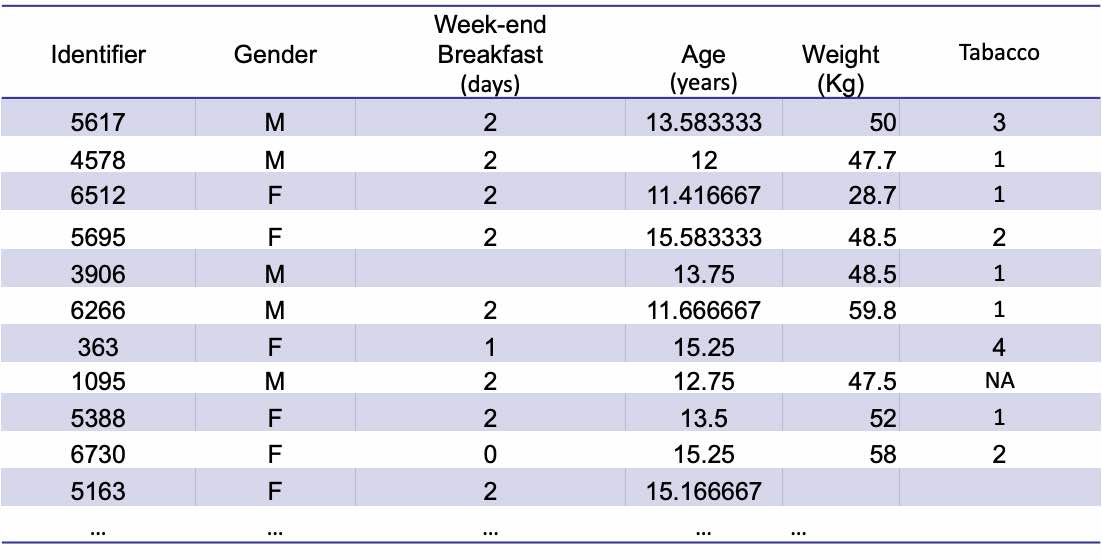 Identifier Gender Week-end Breakfast (days) Age (years) Weight (Kg) Tabacco
5617 M 2 13.583333 50 3
4578 M 2 12 47.7 1
6512 F 2 11.416667 28.7 1
5695 F 2 15.583333 48.5 2
3906 M 13.75 48.5 1
6266 M 2 11.666667 59.8 1
363 F 1 15.25 4
1095 M 2 12.75 47.5 NA
5388 F 2 13.5 52 1
6730 F 0 15.25 58 2
5163 F 2 15.166667
... ... ... ... ...